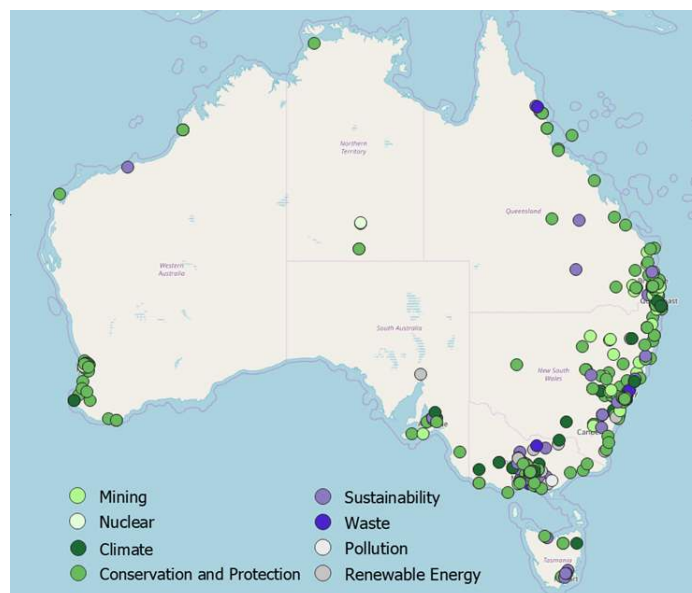 Northern
Territory
Queensland
Western
Australia
South Australia
New South
Wales
Tasmania
Mining
Nuclear
Climate
Conservation and Protection
Sustainability
Waste
Pollution
Renewable Energy